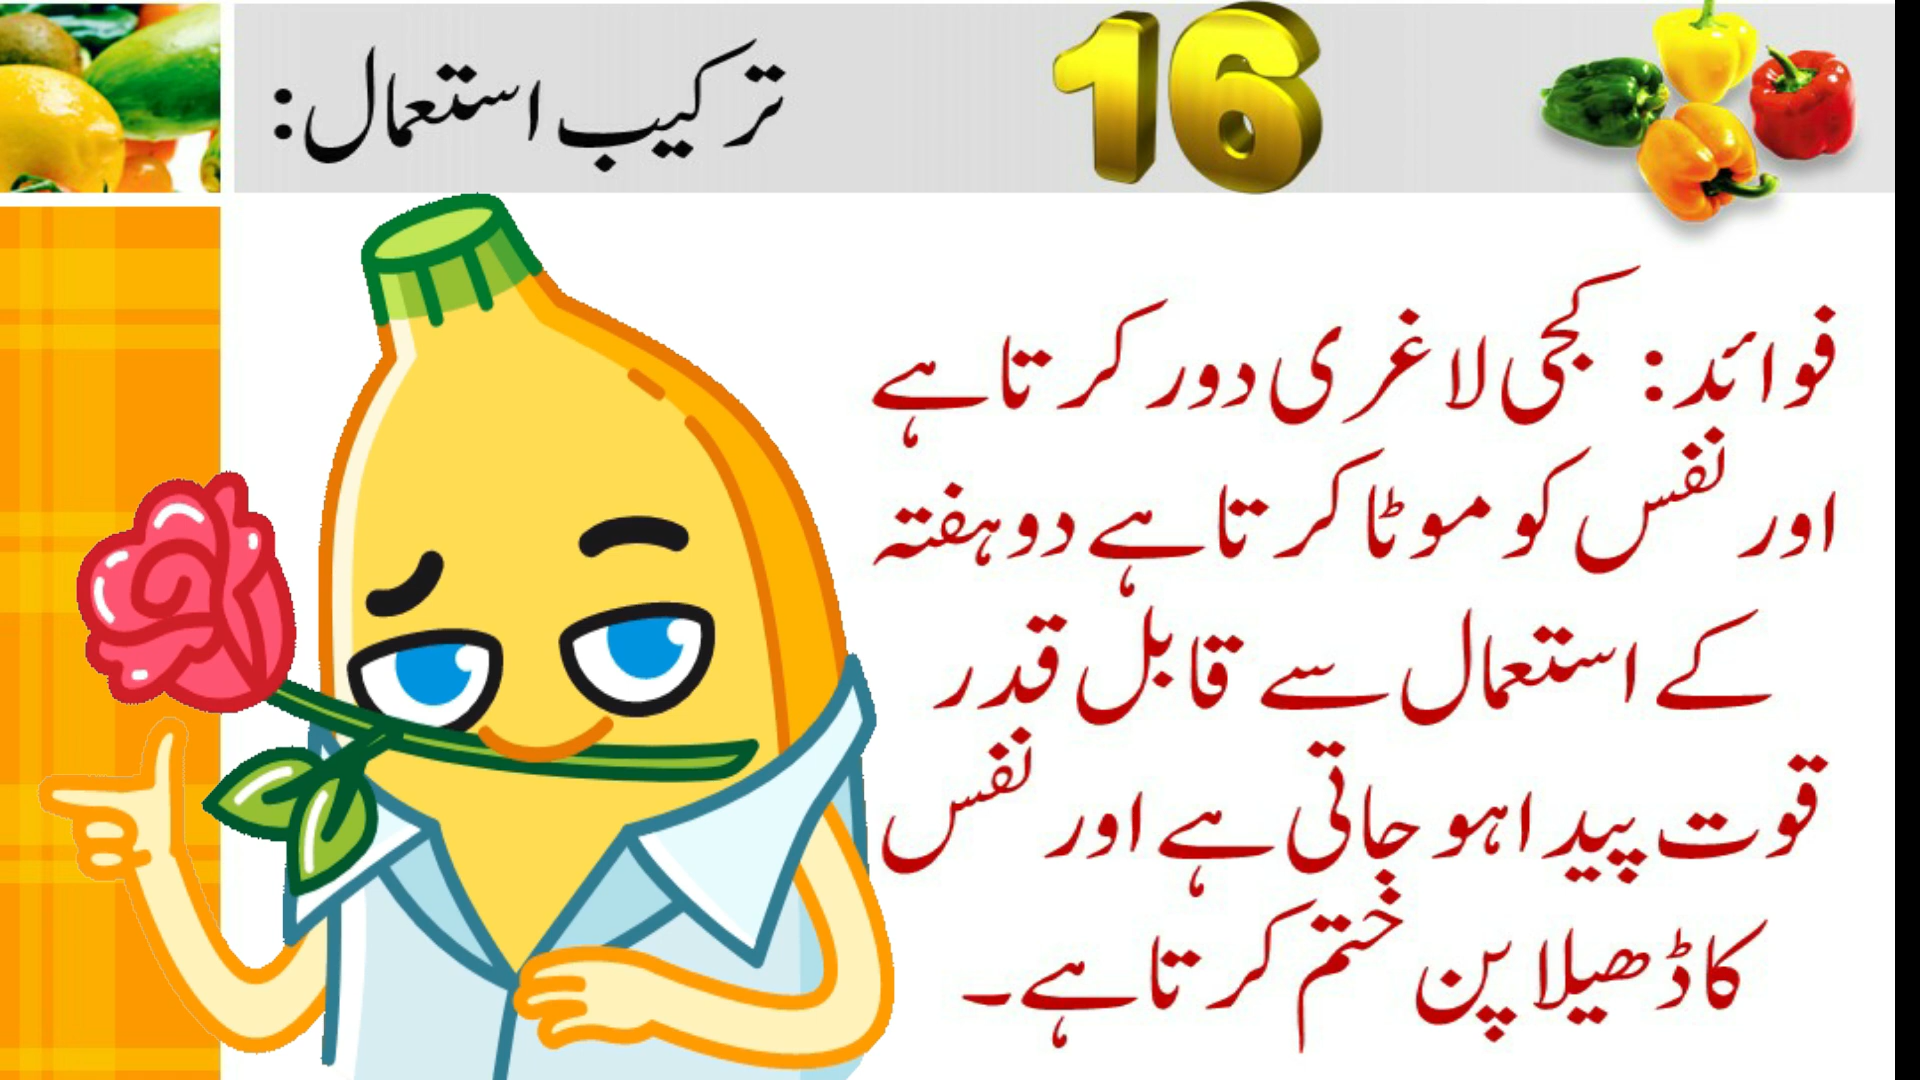 ترکیب استعمال:
16
فوائد: کجی لاغری دور کرتا ہے
اور نفس کو موٹا کرتا ہے دو ہفتہ
کے استعمال سے قابل قدر
قوت پیدا ہو جاتی ہے اور نفس
کا ڈھیلا پن ختم کرتا ہے۔